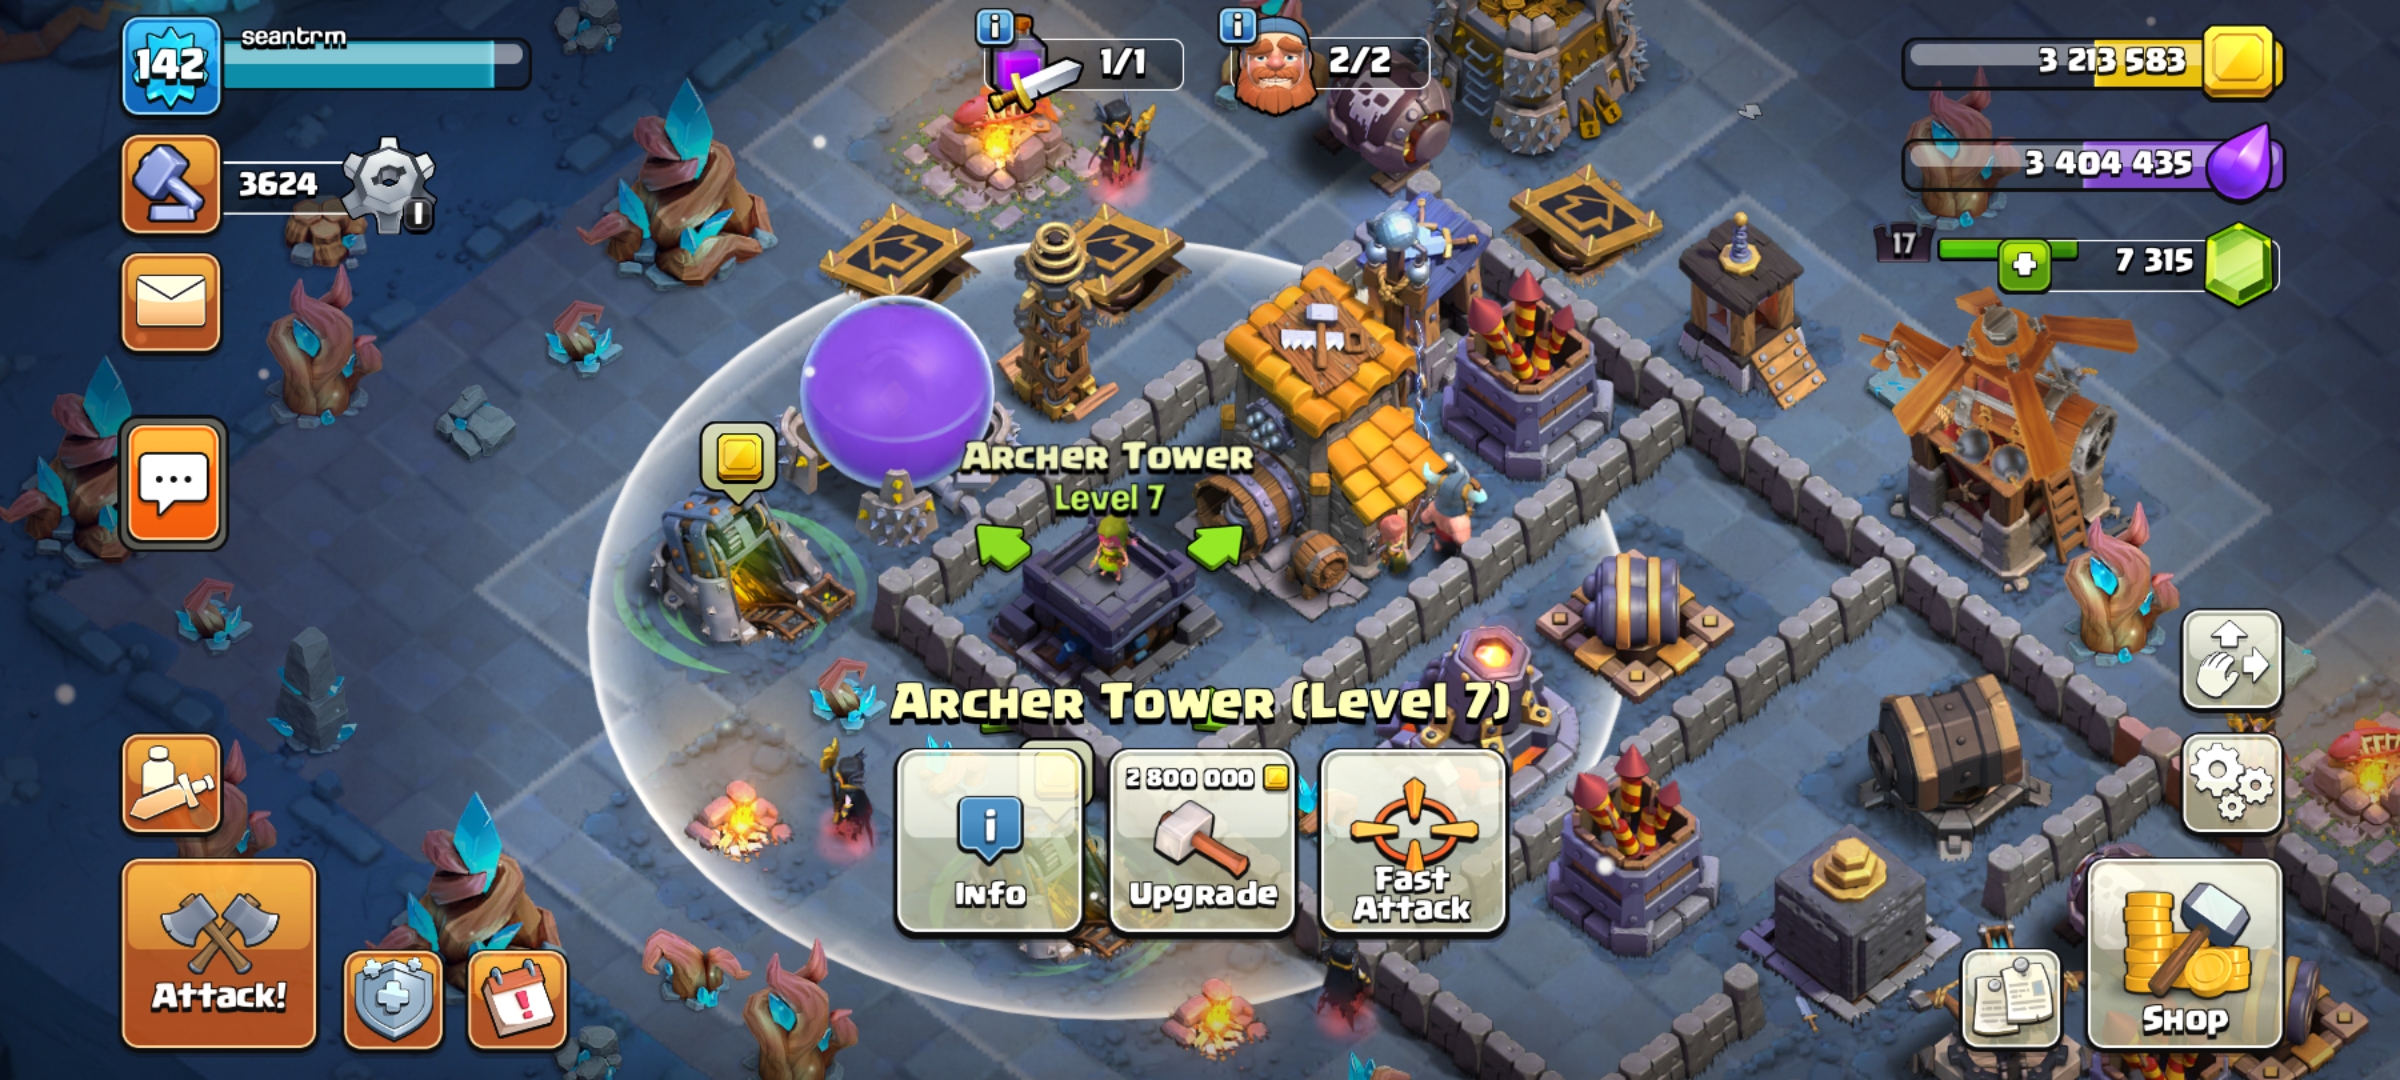 142
seantrm
1/1
2/2
3 213 583
3624
3 404 435
17
7 315
Archer Tower
Level 7
Archer Tower (Level 7)
2 800 000
Info
Upgrade
Fast
Attack
Attack!
Shop